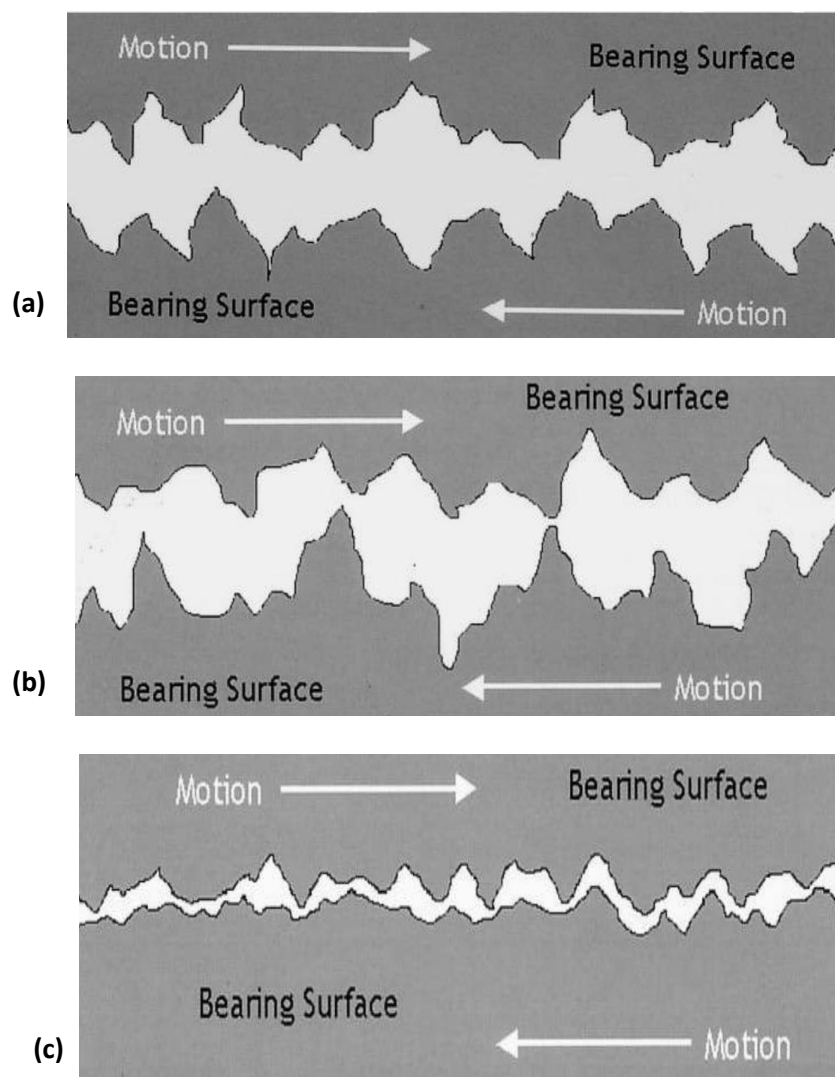 Motion
Bearing Surface
(a)
Bearing Surface
Motion
Bearing Surface
Motion
(b)
Bearing Surface
Motion
Motion
Bearing Surface
Bearing Surface
(c)
Motion